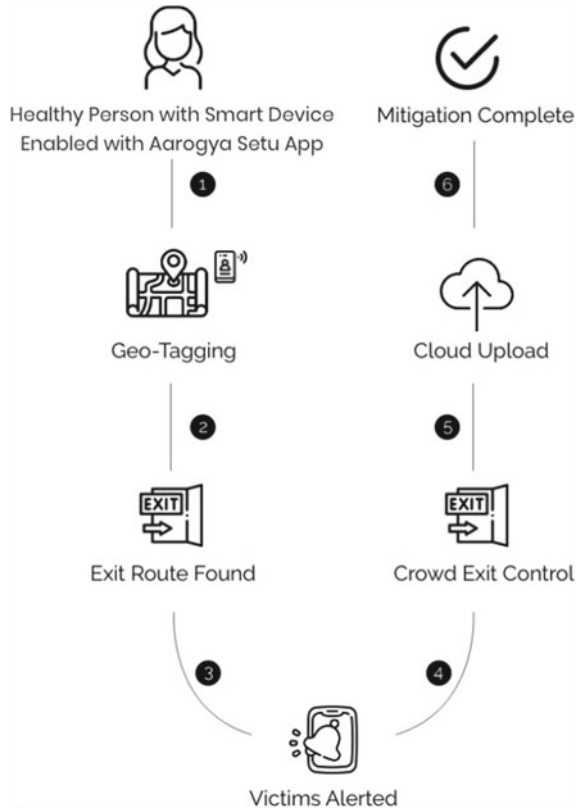 Healthy Person with Smart Device
Enabled with Aarogya Setu App
1
Geo-Tagging
2
EXIT
Exit Route Found
3
Victims Alerted
4
EXIT
Crowd Exit Control
5
Cloud Upload
6
Mitigation Complete